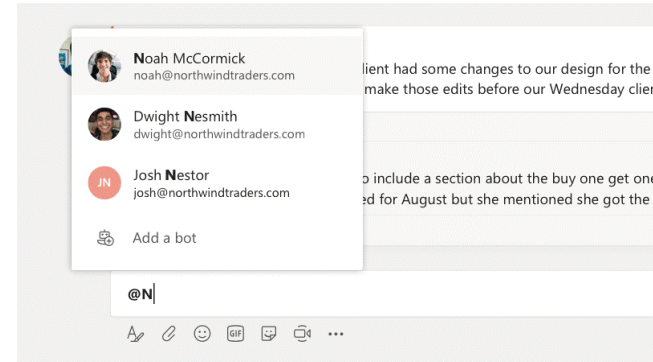 Noah McCormick
noah@northwindtraders.com
Dwight Nesmith
dwight@northwindtraders.com
JN
Josh Nestor
josh@northwindtraders.com
Add a bot
client had some changes to our design for the
make those edits before our Wednesday
include a section about the buy one get one
for August but she mentioned she got the
@N
GIF